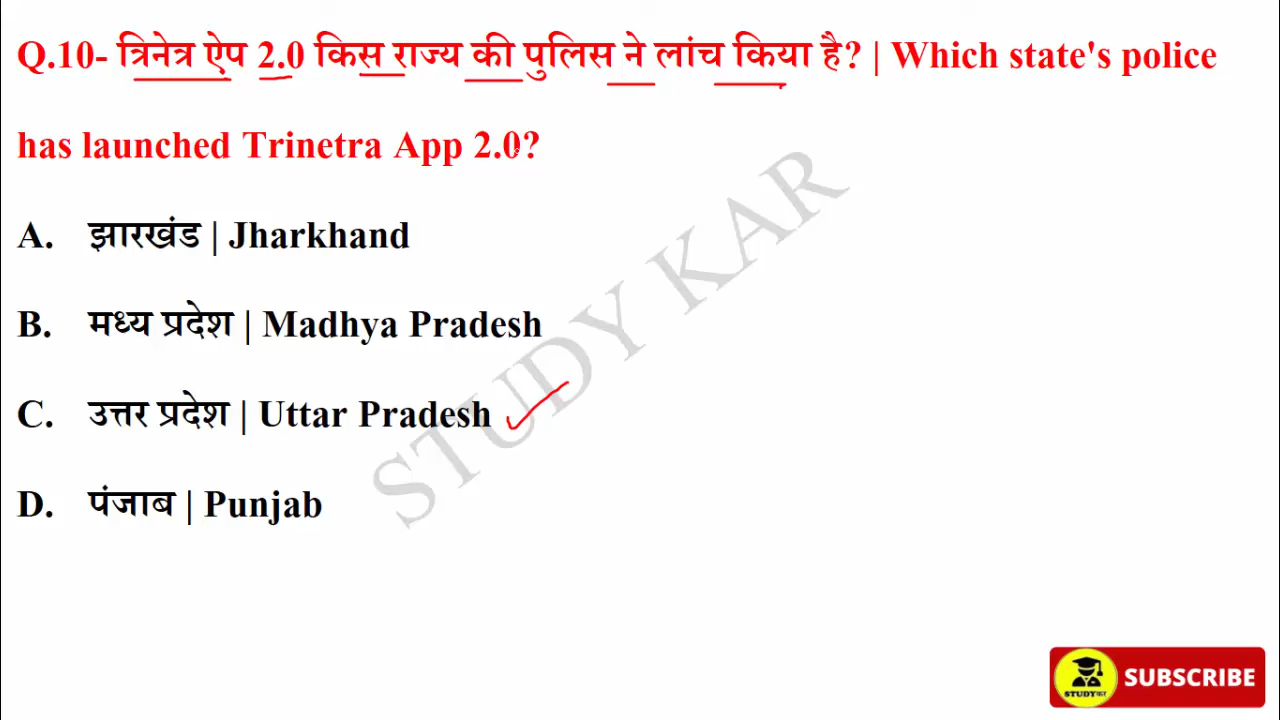 Q.10- त्रिनेत्र ऐप 2.0 किस राज्य की पुलिस ने लांच किया है? | Which state's police
has launched Trinetra App 2.0?
A. झारखंड | Jharkhand
B. मध्य प्रदेश | Madhya Pradesh
C. उत्तर प्रदेश | Uttar Pradesh
D. पंजाब | Punjab
STUDY KAR
STUDYकर SUBSCRIBE